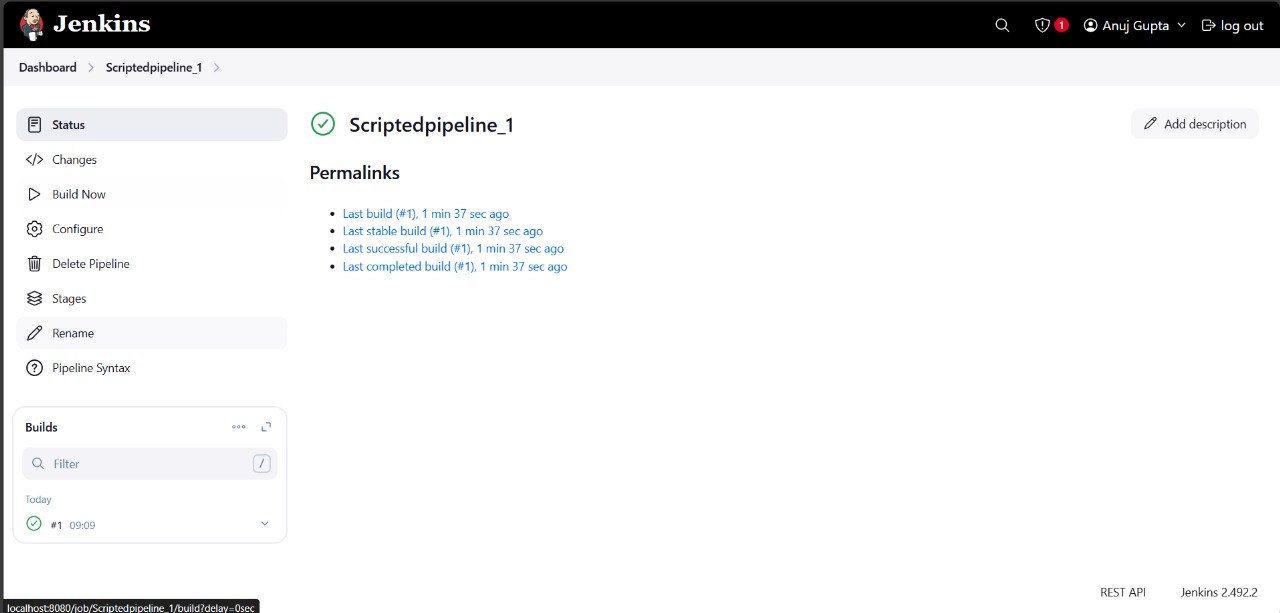 Jenkins
1
Anuj Gupta
log out
Dashboard
Scriptedpipeline_1
Status
Changes
Build Now
Configure
Delete Pipeline
Stages
Rename
Pipeline Syntax
Builds
Filter
/
Today
#1 09:09
Scriptedpipeline_1
Add description
Permalinks
Last build (#1), 1 min 37 sec ago
Last stable build (#1), 1 min 37 sec ago
Last successful build (#1), 1 min 37 sec ago
Last completed build (#1), 1 min 37 sec ago
REST API
Jenkins 2.492.2
localhost:8080/job/Scriptedpipeline_1/build?delay=0sec